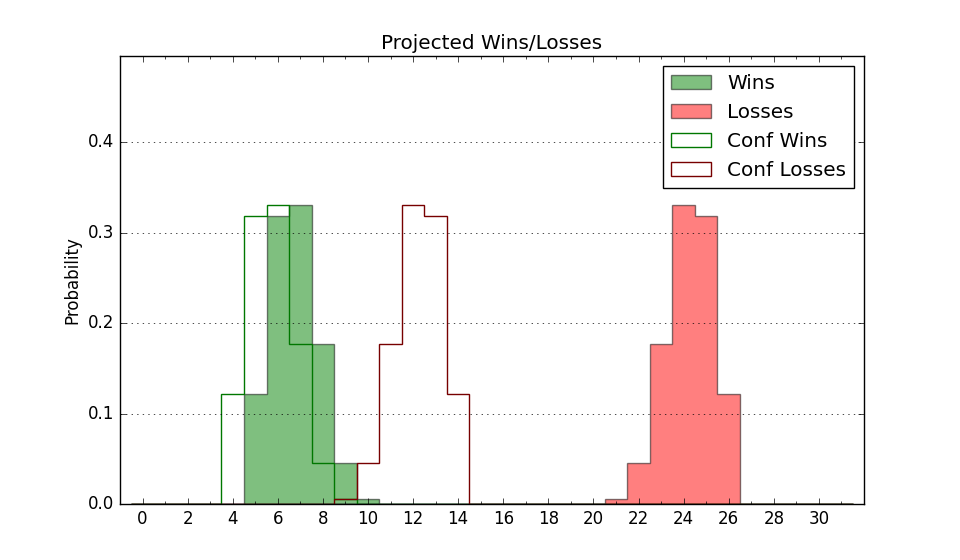 Projected Wins/Losses
Wins
Losses
Conf Wins
Conf Losses
Probability
0.4
0.3
0.2
0.1
0.0
0 2 4 6 8 10 12 14 16 18 20 22 24 26 28 30